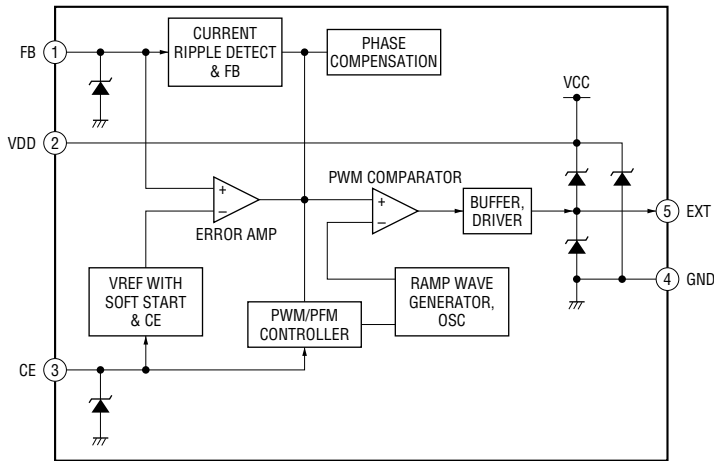 CURRENT
RIPPLE DETECT
& FB
PHASE
COMPENSATION
FB 1
VCC
VDD 2
PWM COMPARATOR
+
−
ERROR AMP
+
−
BUFFER,
DRIVER
5 EXT
4 GND
VREF WITH
SOFT START
& CE
PWM/PFM
CONTROLLER
RAMP WAVE
GENERATOR,
OSC
CE 3